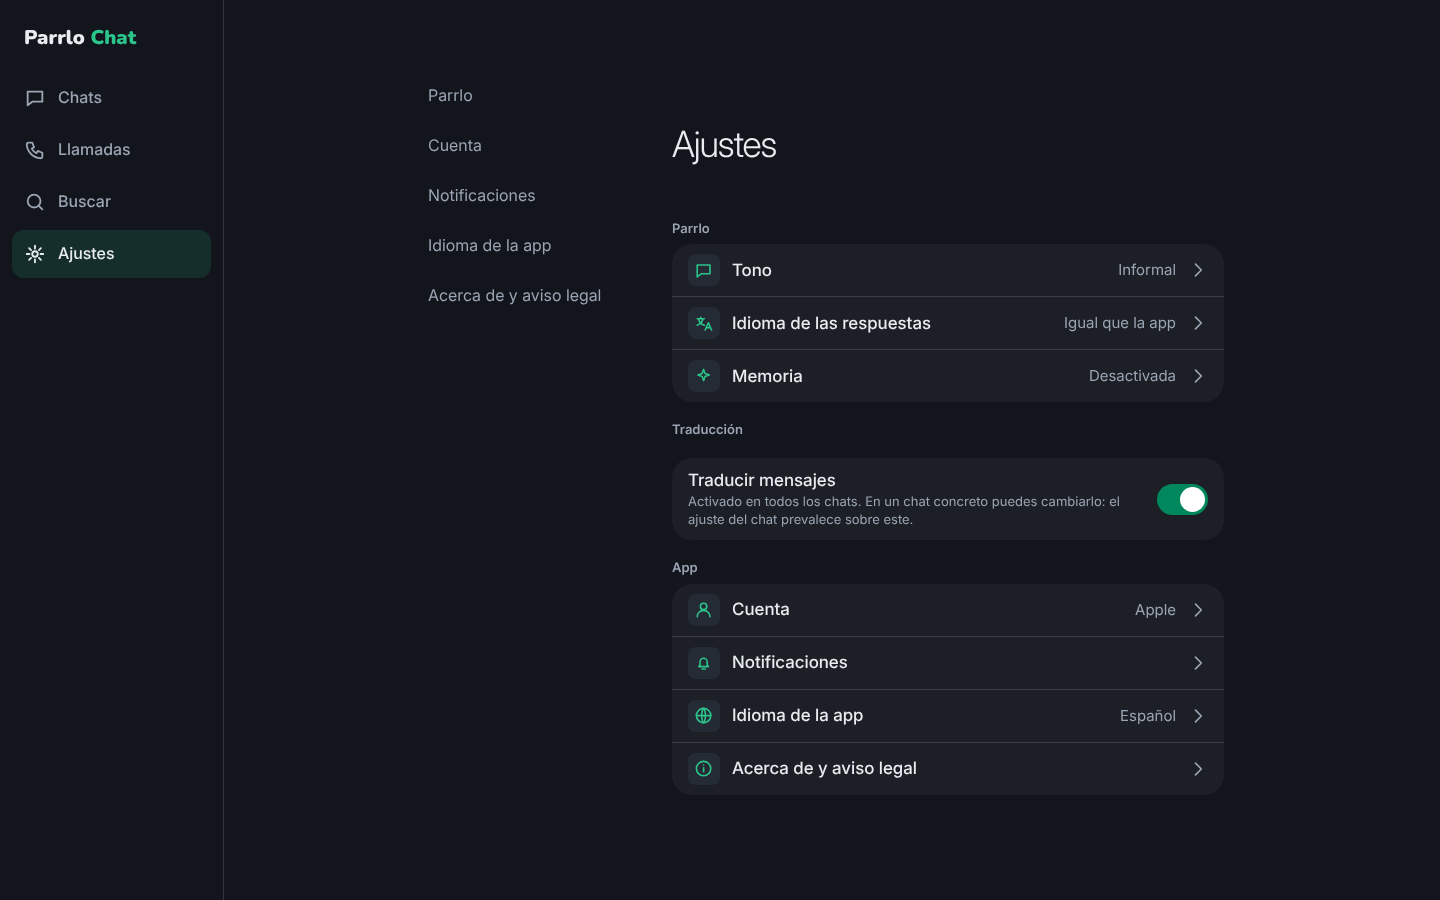 Parrlo Chat
Chats
Llamadas
Buscar
Ajustes
Parrlo
Cuenta
Notificaciones
Idioma de la app
Acerca de y aviso legal
Ajustes
Parrlo
Tono
Informal
Idioma de las respuestas
Igual que la app
Memoria
Desactivada
Traducción
Traducir mensajes
Activado en todos los chats. En un chat concreto puedes cambiarlo: el
ajuste del chat prevalece sobre este.
App
Cuenta
Apple
Notificaciones
Idioma de la app
Español
Acerca de y aviso legal